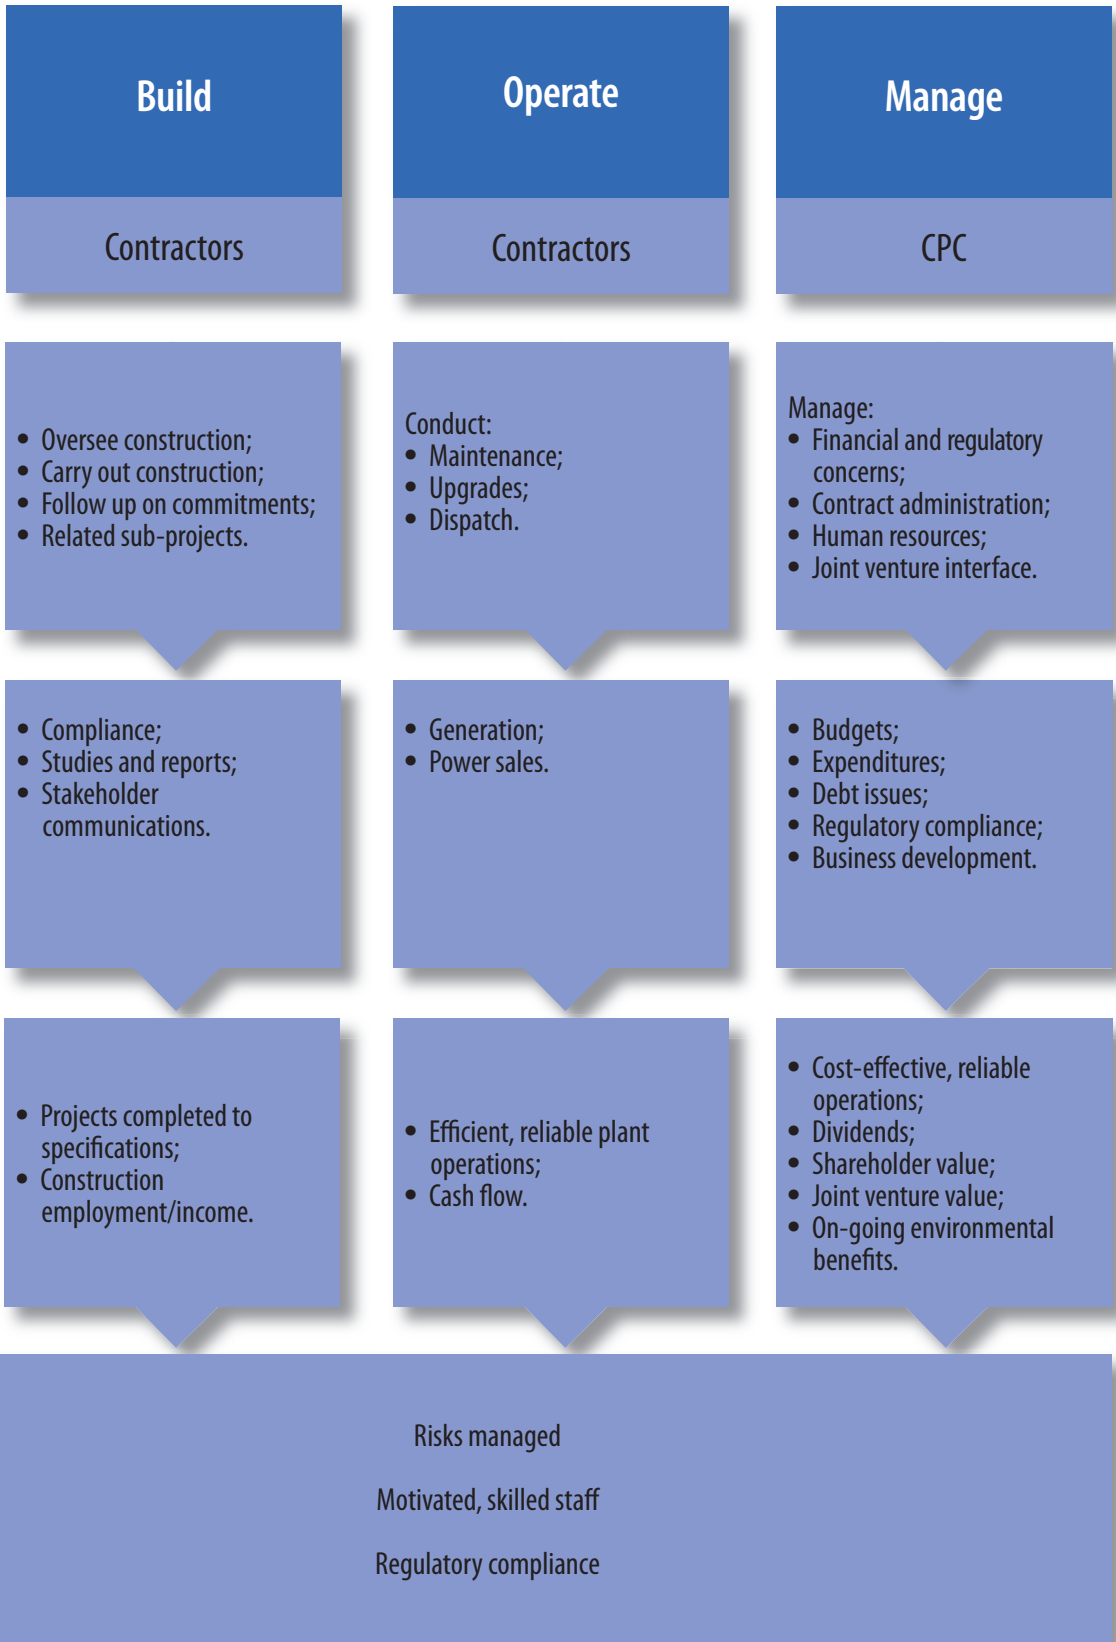 Build
Contractors
• Oversee construction;
• Carry out construction;
• Follow up on commitments;
• Related sub-projects.
• Compliance;
• Studies and reports;
• Stakeholder
communications.
• Projects completed to
specifications;
• Construction
employment/income.
Operate
Contractors
Conduct:
• Maintenance;
• Upgrades;
• Dispatch.
• Generation;
• Power sales.
• Efficient, reliable plant
operations;
• Cash flow.
Manage
CPC
Manage:
• Financial and regulatory
concerns;
• Contract administration;
• Human resources;
• Joint venture interface.
• Budgets;
• Expenditures;
• Debt issues;
• Regulatory compliance;
• Business development.
• Cost-effective, reliable
operations;
• Dividends;
• Shareholder value;
• Joint venture value;
• On-going environmental
benefits.
Risks managed
Motivated, skilled staff
Regulatory compliance